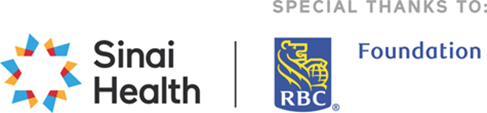 SPECIAL THANKS TO:
Sinai
Health
RBC®
Foundation